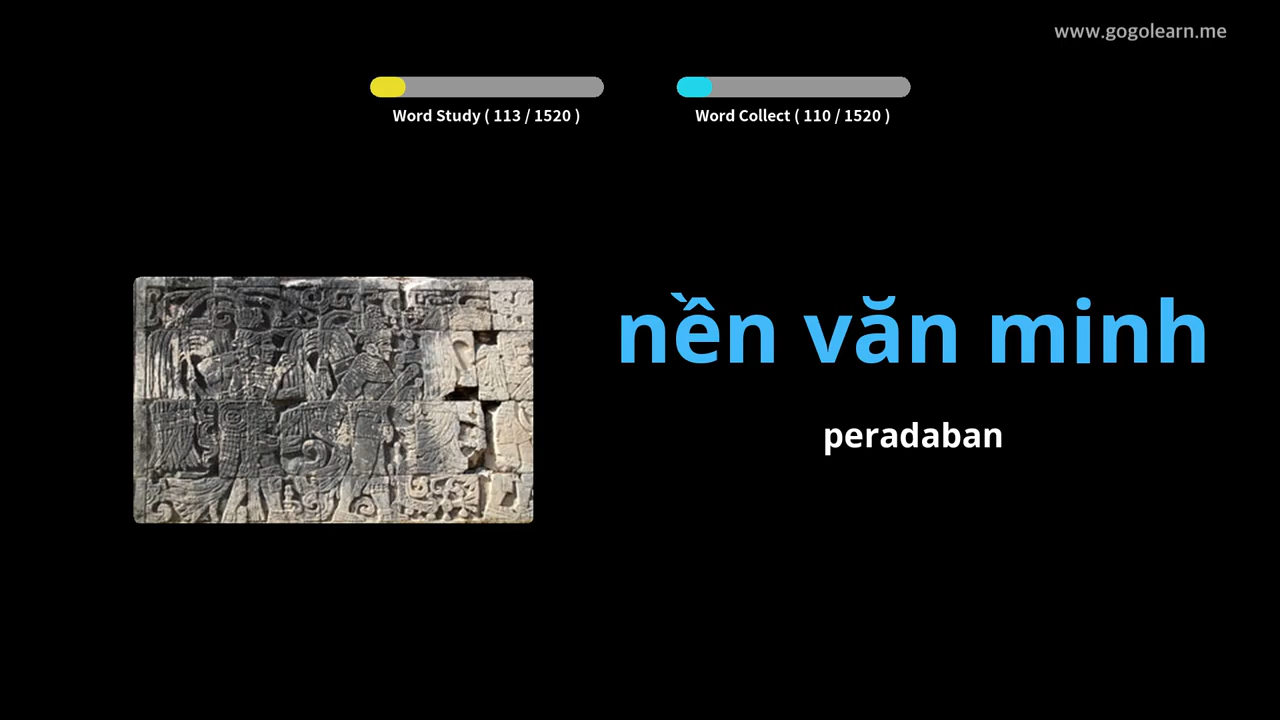 www.gogolearn.me
Word Study ( 113 / 1520 )
Word Collect ( 110 / 1520 )
nền văn minh
peradaban